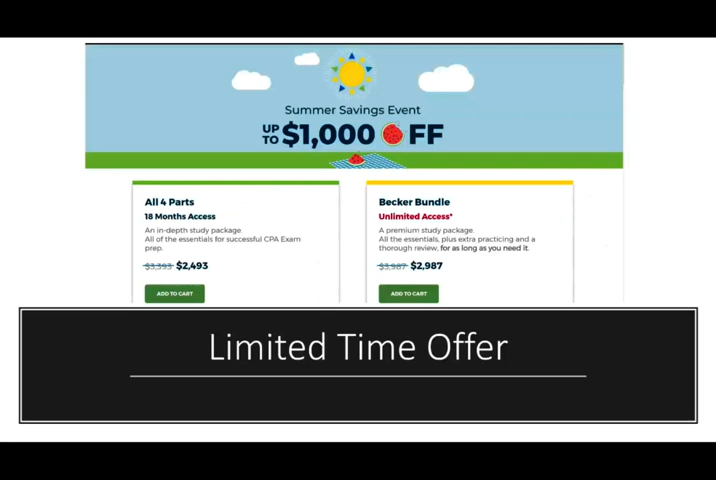 Summer Savings Event
UP TO $1,000 OFF
All 4 Parts
18 Months Access
An in-depth study package.
All of the essentials for successful CPA Exam
prep.
$3,393 $2,493
ADD TO CART
Becker Bundle
Unlimited Access*
A premium study package.
All the essentials, plus extra practicing and a
thorough review, for as long as you need it.
$3,987 $2,987
ADD TO CART
Limited Time Offer